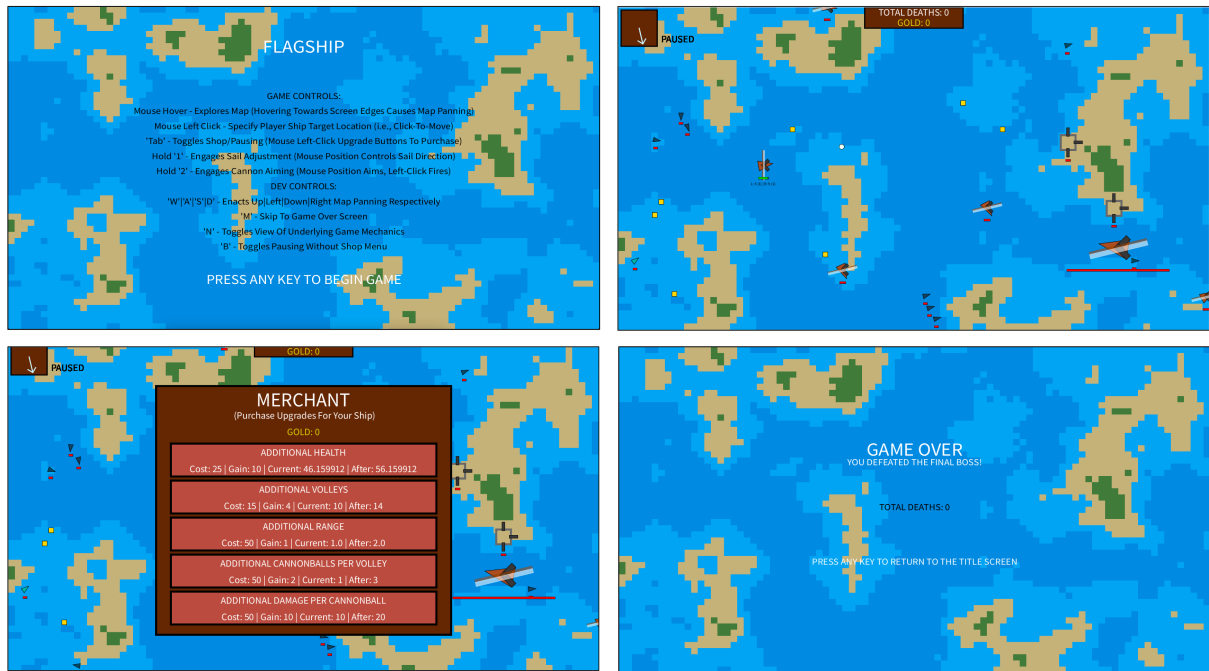 FLAGSHIP
GAME CONTROLS:
Mouse Hover - Explores Map (Hovering Towards Screen Edges Causes Map Panning)
Mouse Left Click - Specify Player Ship Target Location (i.e., Click-To-Move)
'Tab' - Toggles Shop/Pausing (Mouse Left-Click Upgrade Buttons To Purchase)
Hold '1' - Engages Sail Adjustment (Mouse Position Controls Sail Direction)
Hold '2' - Engages Cannon Aiming (Mouse Position Aims, Left-Click Fires)
DEV CONTROLS:
'W'|'A'|'S'|'D' - Enacts Up|Left|Down|Right Map Panning Respectively
'M' - Skip To Game Over Screen
'N' - Toggles View Of Underlying Game Mechanics
'B' - Toggles Pausing Without Shop Menu
PRESS ANY KEY TO BEGIN GAME
TOTAL DEATHS: 0
GOLD: 0
PAUSED
GOLD: 0
PAUSED
MERCHANT
(Purchase Upgrades For Your Ship)
GOLD: 0
ADDITIONAL HEALTH
Cost: 25 | Gain: 10 | Current: 46.159912 | After: 56.159912
ADDITIONAL VOLLEYS
Cost: 15 | Gain: 4 | Current: 10 | After: 14
ADDITIONAL RANGE
Cost: 50 | Gain: 1 | Current: 1.0 | After: 2.0
ADDITIONAL CANNONBALLS PER VOLLEY
Cost: 50 | Gain: 2 | Current: 1 | After: 3
ADDITIONAL DAMAGE PER CANNONBALL
Cost: 50 | Gain: 10 | Current: 10 | After: 20
GAME OVER
YOU DEFEATED THE FINAL BOSS!
TOTAL DEATHS: 0
PRESS ANY KEY TO RETURN TO THE TITLE SCREEN